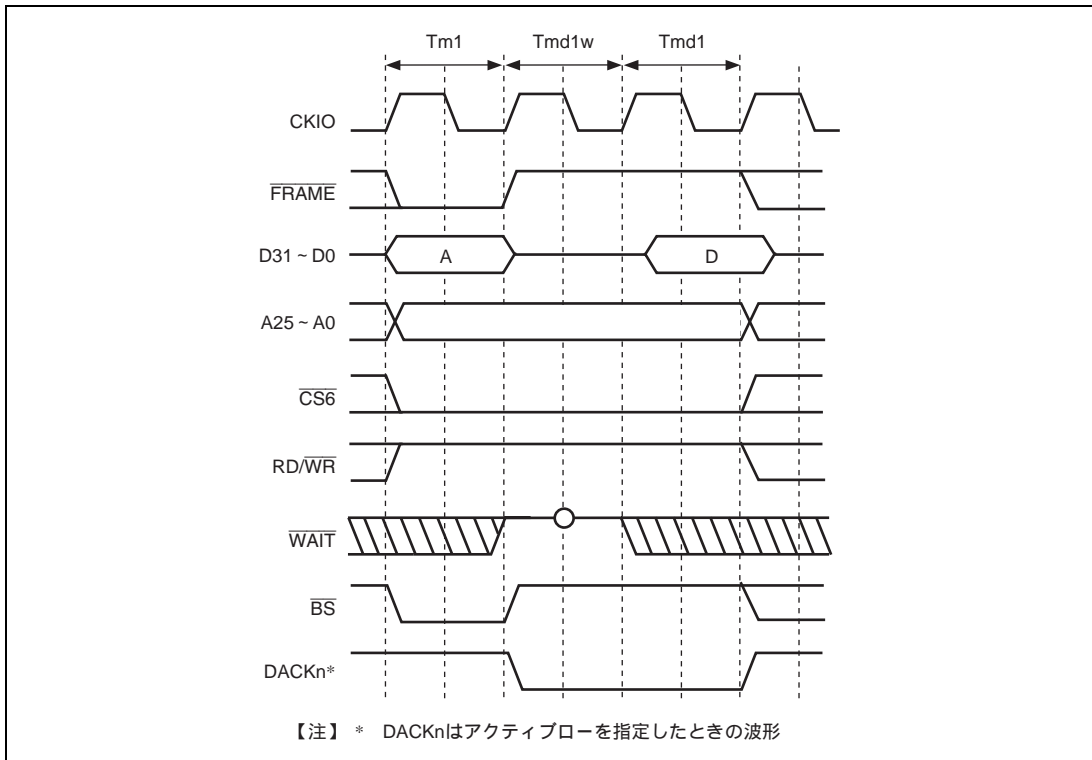 Tm1 Tmd1w Tmd1
CKIO
FRAME
D31 ~ D0 A D
A25 ~ A0
CS6
RD/WR
WAIT
BS
DACKn*
【注】 * DACKnはアクティブローを指定したときの波形